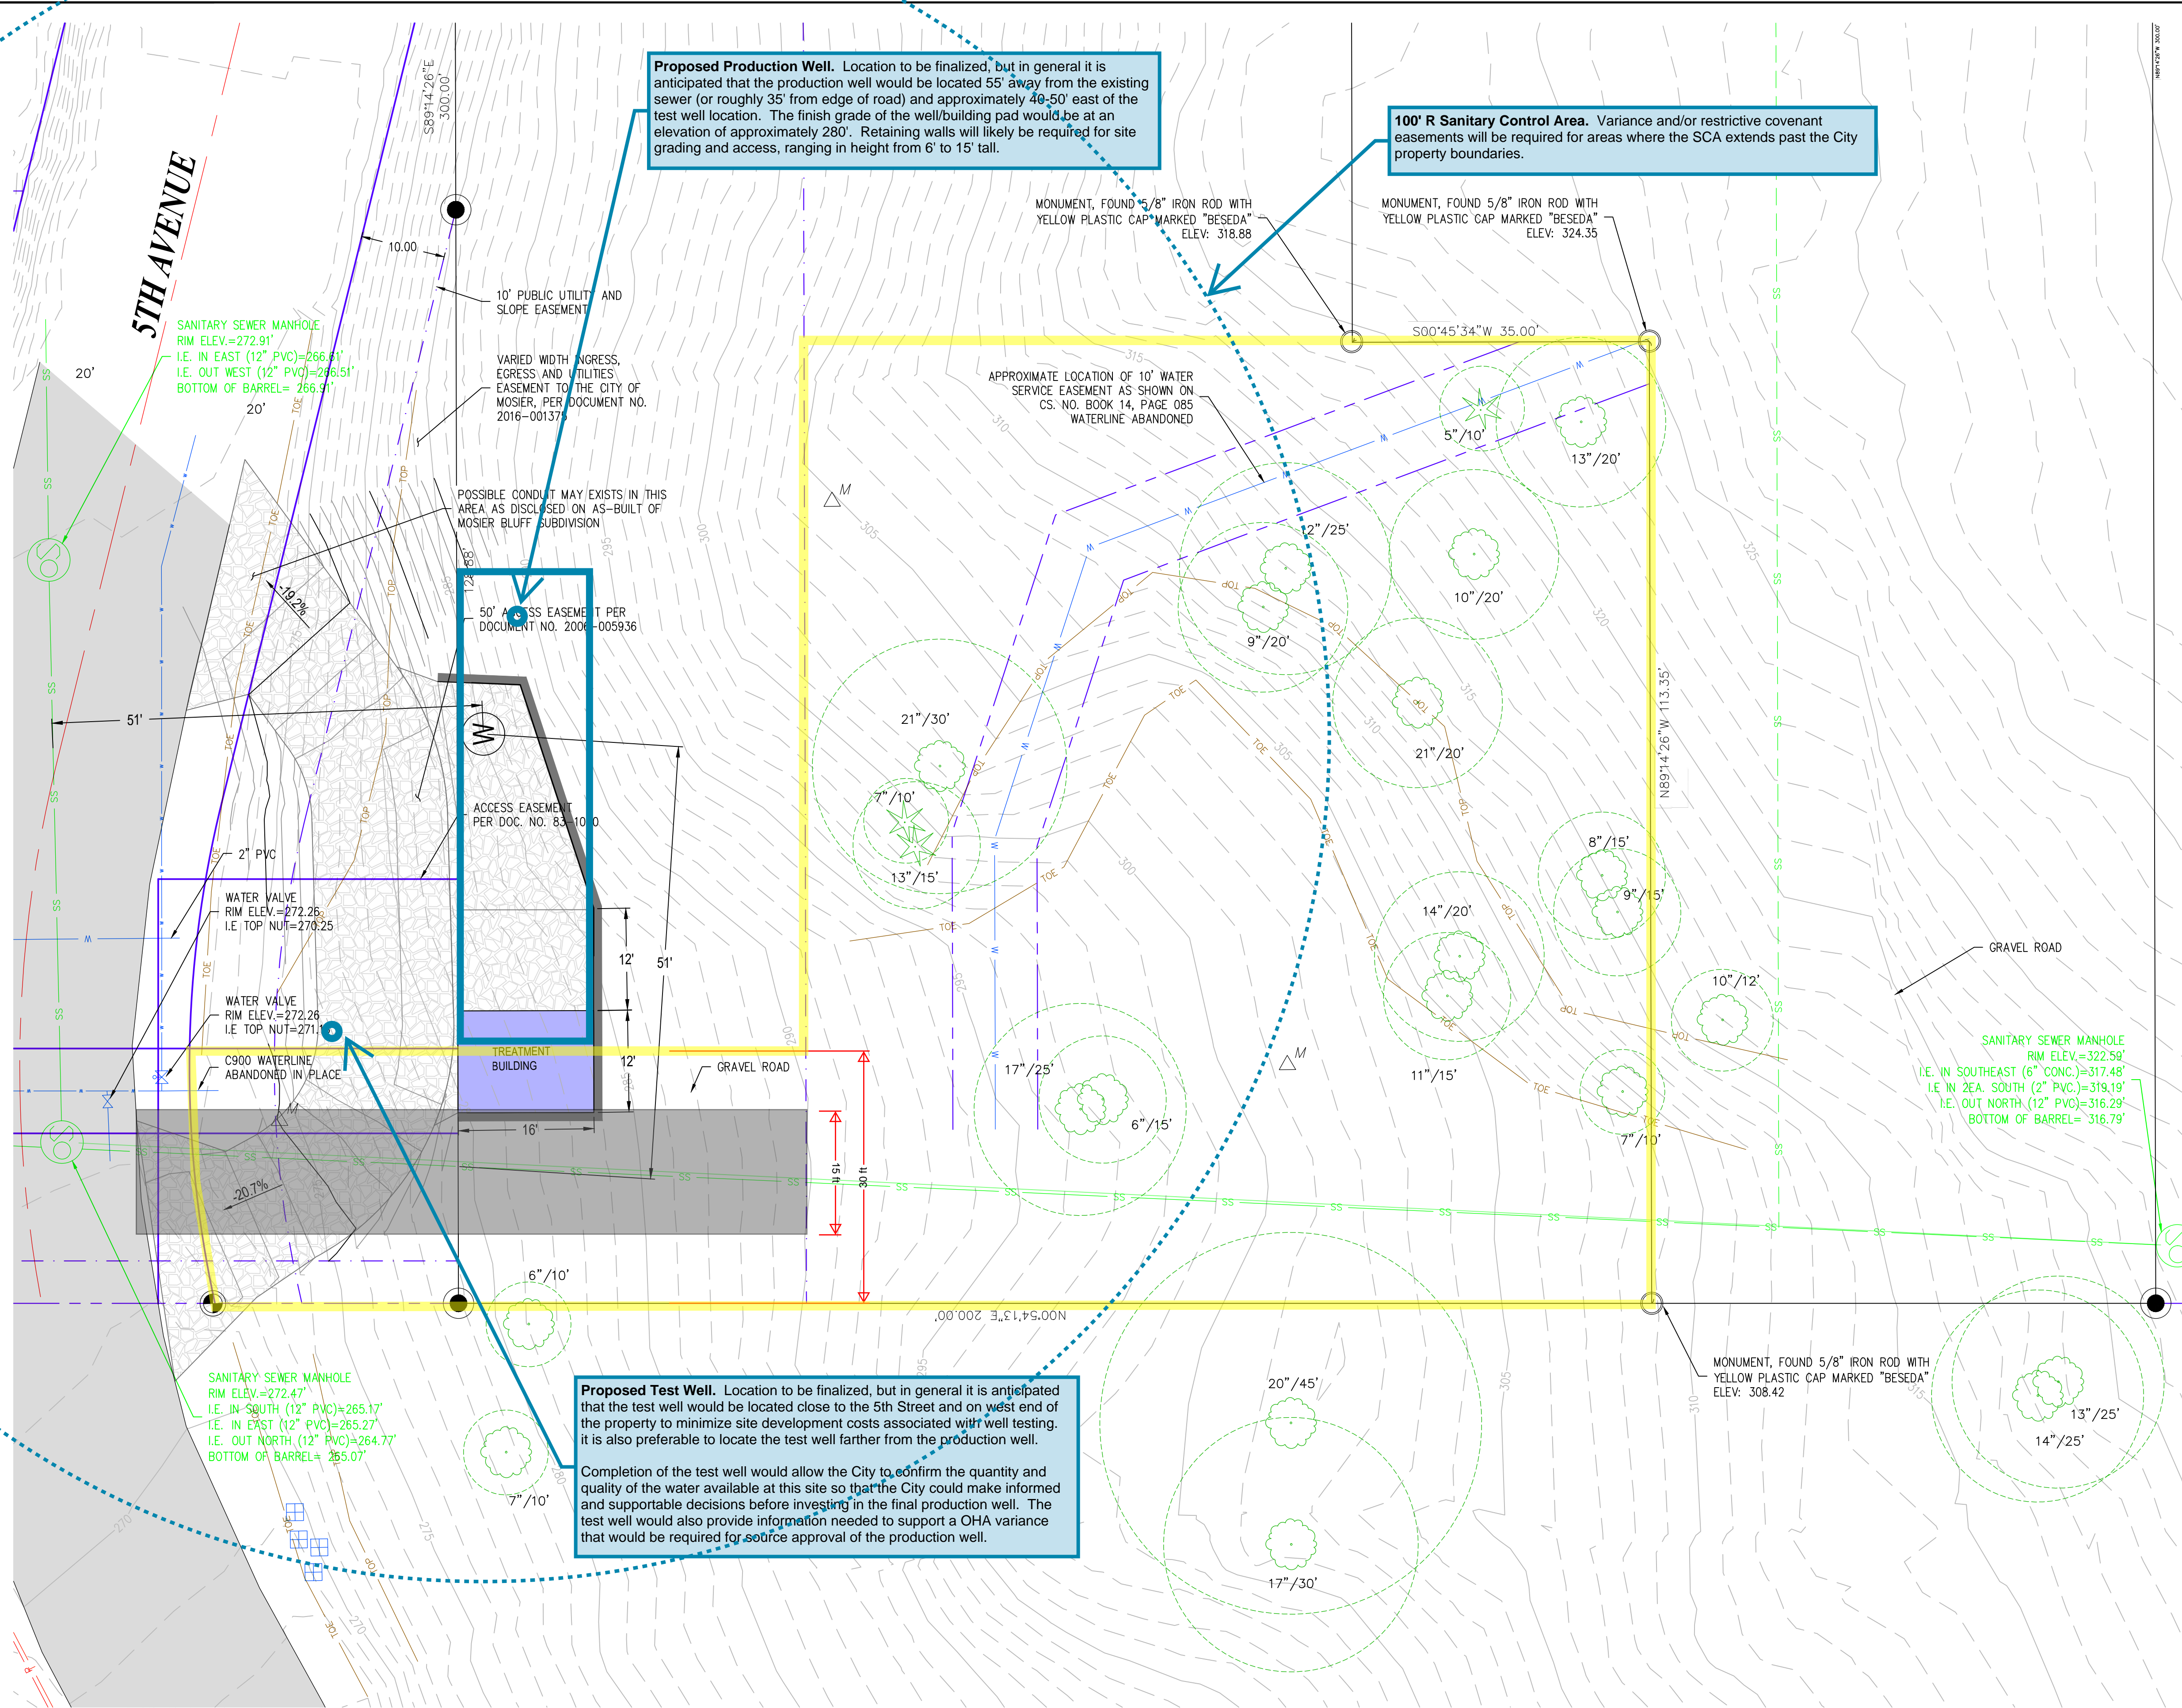 Proposed Production Well. Location to be finalized, but in general it is
anticipated that the production well would be located 55' away from the existing
sewer (or roughly 35' from edge of road) and approximately 40-50' east of the
test well location. The finish grade of the well/building pad would be at an
elevation of approximately 280'. Retaining walls will likely be required for site
grading and access, ranging in height from 6' to 15' tall.
100' R Sanitary Control Area. Variance and/or restrictive covenant
easements will be required for areas where the SCA extends past the City
property boundaries.
S89°14'26"E
300.00'
N89°14'26"W 300.00'
5TH AVENUE
MONUMENT, FOUND 5/8" IRON ROD WITH
YELLOW PLASTIC CAP MARKED "BESEDA"
ELEV: 318.88
MONUMENT, FOUND 5/8" IRON ROD WITH
YELLOW PLASTIC CAP MARKED "BESEDA"
ELEV: 324.35
10.00
10' PUBLIC UTILITY AND
SLOPE EASEMENT
SANITARY SEWER MANHOLE
RIM ELEV.=272.91'
I.E. IN EAST (12" PVC)=266.61'
I.E. OUT WEST (12" PVC)=266.51'
BOTTOM OF BARREL= 266.91'
20'
20'
S00°45'34"W 35.00'
VARIED WIDTH INGRESS,
EGRESS AND UTILITIES
EASEMENT TO THE CITY OF
MOSIER, PER DOCUMENT NO.
2016-001375
APPROXIMATE LOCATION OF 10' WATER
SERVICE EASEMENT AS SHOWN ON
CS. NO. BOOK 14, PAGE 085
WATERLINE ABANDONED
5"/10'
13"/20'
POSSIBLE CONDUIT MAY EXISTS IN THIS
AREA AS DISCLOSED ON AS-BUILT OF
MOSIER BLUFF SUBDIVISION
M
2"/25'
10"/20'
9"/20'
-19.2%
50' ACCESS EASEMENT PER
DOCUMENT NO. 2006-005936
51'
W
21"/30'
21"/20'
N89°14'26"W 113.35'
7"/10'
13"/15'
ACCESS EASEMENT
PER DOC. NO. 83-10 0
2" PVC
8"/15'
9"/15'
14"/20'
WATER VALVE
RIM ELEV.=272.26
I.E TOP NUT=270.25
GRAVEL ROAD
12'
51'
10"/12'
WATER VALVE
RIM ELEV.=272.26
I.E TOP NUT=271.1
C900 WATERLINE
ABANDONED IN PLACE
TREATMENT
BUILDING
12'
GRAVEL ROAD
17"/25'
M
11"/15'
SANITARY SEWER MANHOLE
RIM ELEV.=322.59'
I.E. IN SOUTHEAST (6" CONC.)=317.48'
I.E IN 2EA. SOUTH (2" PVC.)=319.19'
I.E. OUT NORTH (12" PVC)=316.29'
BOTTOM OF BARREL= 316.79'
M
16'
6"/15'
7"/10'
15 ft
30 ft
-20.7%
6"/10'
N00°54'13"E 200.00'
MONUMENT, FOUND 5/8" IRON ROD WITH
YELLOW PLASTIC CAP MARKED "BESEDA"
ELEV: 308.42
SANITARY SEWER MANHOLE
RIM ELEV.=272.47'
I.E. IN SOUTH (12" PVC)=265.17'
I.E. IN EAST (12" PVC)=265.27'
I.E. OUT NORTH (12" PVC)=264.77'
BOTTOM OF BARREL= 265.07'
Proposed Test Well. Location to be finalized, but in general it is anticipated
that the test well would be located close to the 5th Street and on west end of
the property to minimize site development costs associated with well testing.
it is also preferable to locate the test well farther from the production well.
Completion of the test well would allow the City to confirm the quantity and
quality of the water available at this site so that the City could make informed
and supportable decisions before investing in the final production well. The
test well would also provide information needed to support a OHA variance
that would be required for source approval of the production well.
7"/10'
20"/45'
17"/30'
13"/25'
14"/25'